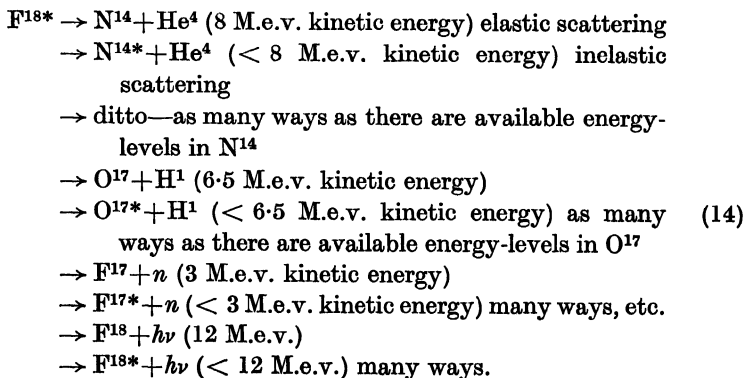 F¹⁸* → N¹⁴+He⁴ (8 M.e.v. kinetic energy) elastic scattering
→ N¹⁴*+He⁴ (< 8 M.e.v. kinetic energy) inelastic
scattering
→ ditto—as many ways as there are available energy-
levels in N¹⁴
→ O¹⁷+H¹ (6·5 M.e.v. kinetic energy)
→ O¹⁷*+H¹ (< 6·5 M.e.v. kinetic energy) as many (14)
ways as there are available energy-levels in O¹⁷
→ F¹⁷+n (3 M.e.v. kinetic energy)
→ F¹⁷*+n (< 3 M.e.v. kinetic energy) many ways, etc.
→ F¹⁸+hν (12 M.e.v.)
→ F¹⁸*+hν (< 12 M.e.v.) many ways.